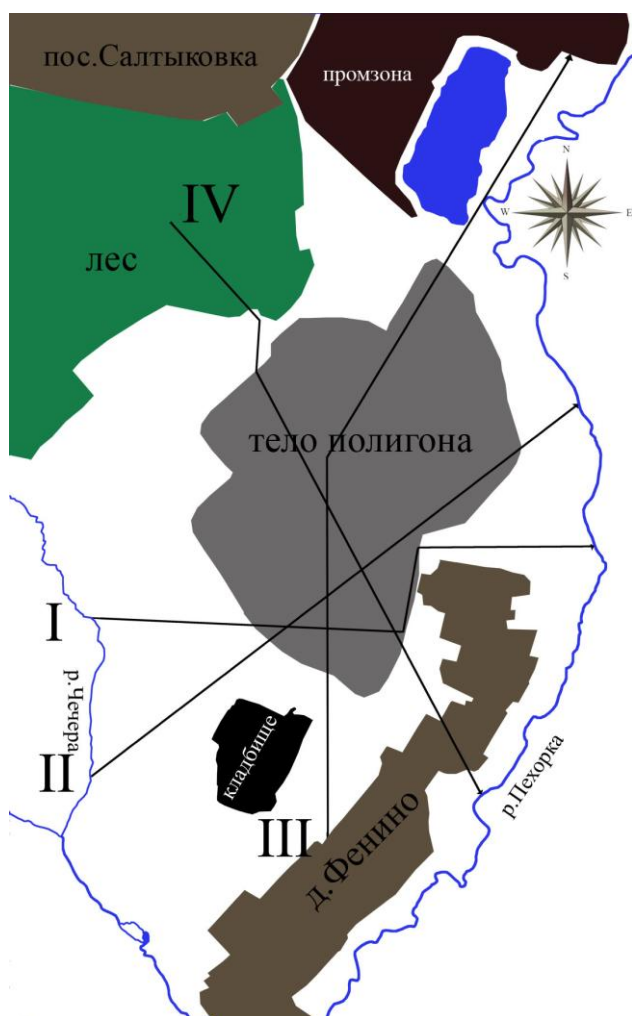 пос.Салтыковка
промзона
N
W
E
S
IV
лес
тело полигона
I
р.Чечера
II
кладбище
III
д.Фенино
р.Пехорка